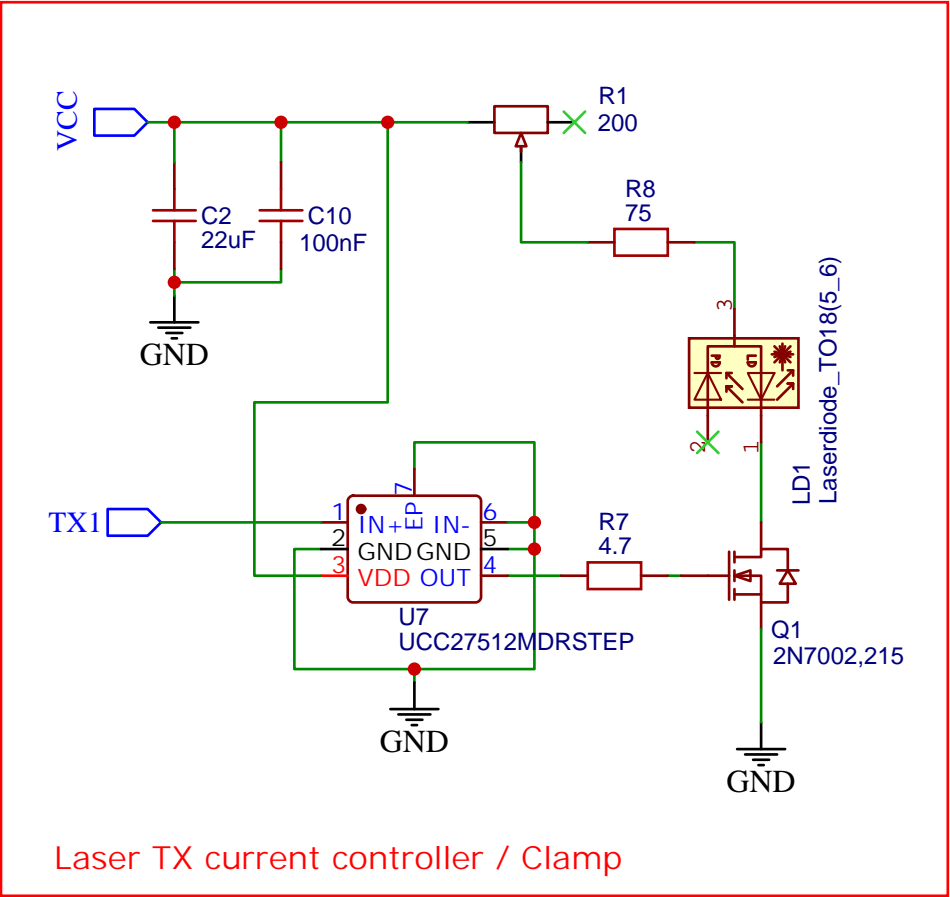 VCC
R1
200
R8
75
C2
22uF
C10
100nF
GND
3
PD
LD
2
1
LD1
Laserdiode_TO18(5_6)
TX1
7
1
IN+
EP
IN-
6
2
GND
GND
5
3
VDD
OUT
4
U7
UCC27512MDRSTEP
R7
4.7
Q1
2N7002,215
GND
GND
Laser TX current controller / Clamp